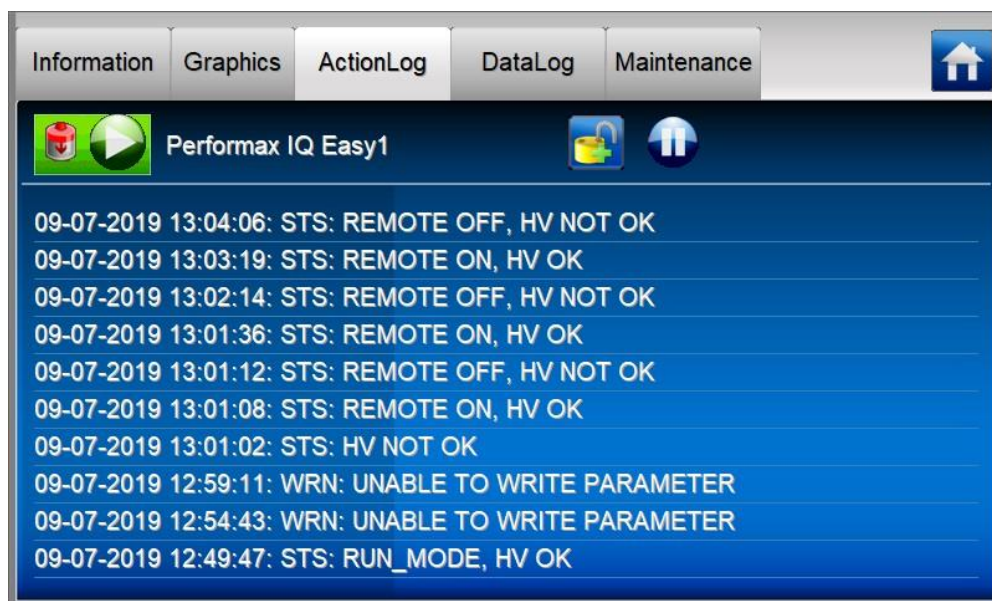 Information Graphics ActionLog DataLog Maintenance
Performax IQ Easy1
09-07-2019 13:04:06: STS: REMOTE OFF, HV NOT OK
09-07-2019 13:03:19: STS: REMOTE ON, HV OK
09-07-2019 13:02:14: STS: REMOTE OFF, HV NOT OK
09-07-2019 13:01:36: STS: REMOTE ON, HV OK
09-07-2019 13:01:12: STS: REMOTE OFF, HV NOT OK
09-07-2019 13:01:08: STS: REMOTE ON, HV OK
09-07-2019 13:01:02: STS: HV NOT OK
09-07-2019 12:59:11: WRN: UNABLE TO WRITE PARAMETER
09-07-2019 12:54:43: WRN: UNABLE TO WRITE PARAMETER
09-07-2019 12:49:47: STS: RUN_MODE, HV OK